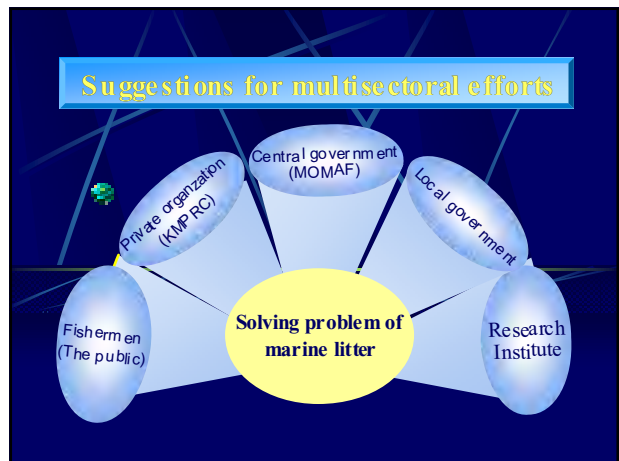 Suggestions for multisectoral efforts
Central government
(MOMAF)
Private organzation
(KMPRC)
Local government
Fishermen
(The public)
Solving problem of
marine litter
Research
Institute